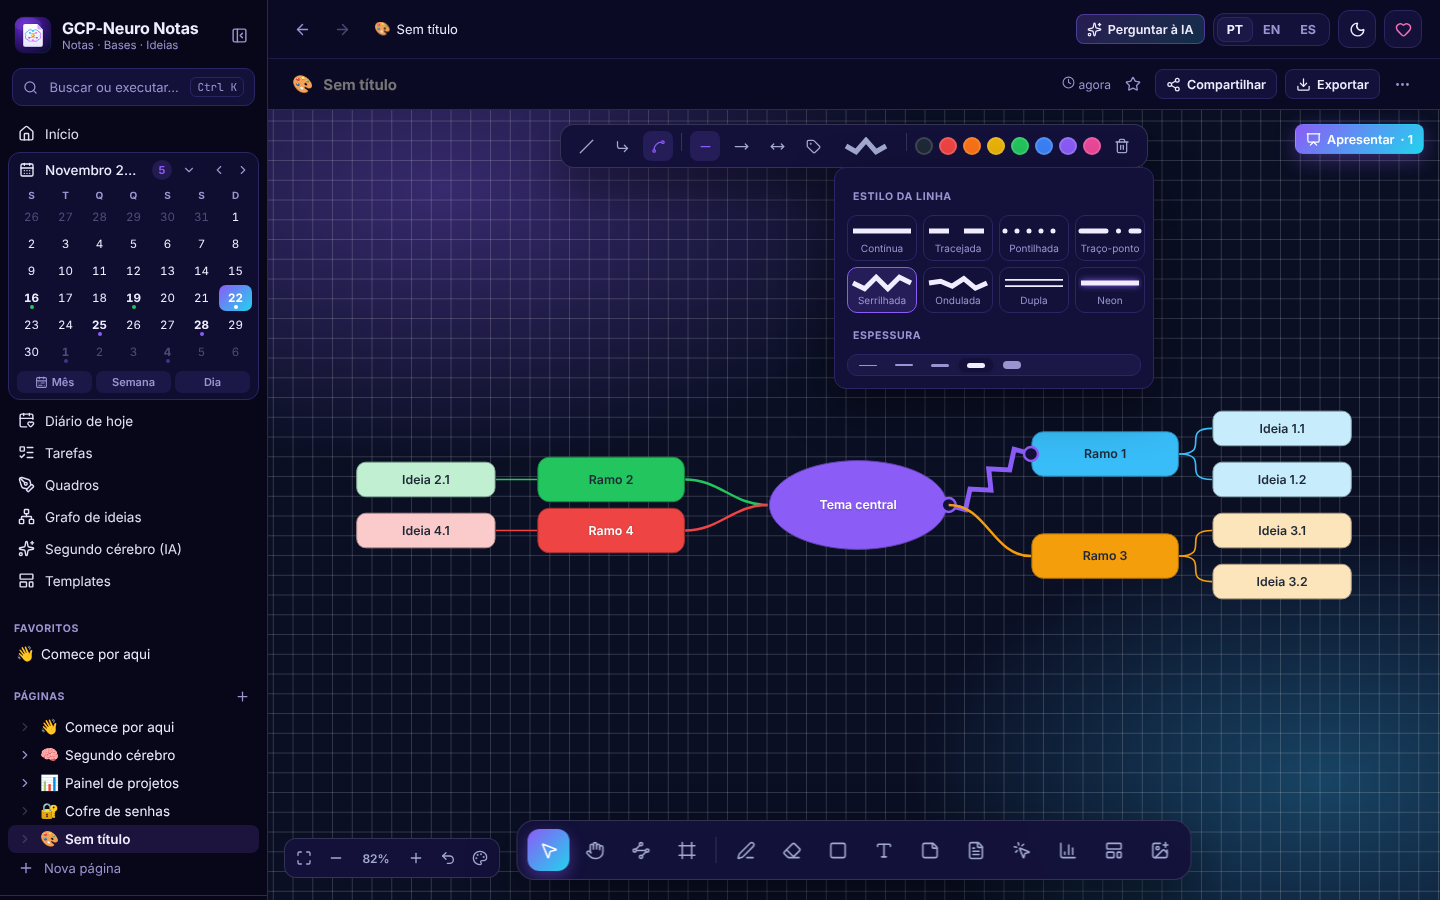 GCP-Neuro Notas
Notas · Bases · Ideias
Buscar ou executar...
Ctrl K
Início
Novembro 2...
5
S T Q Q S S D
26 27 28 29 30 31 1
2 3 4 5 6 7 8
9 10 11 12 13 14 15
16 17 18 19 20 21 22
23 24 25 26 27 28 29
30 1 2 3 4 5 6
Mês
Semana
Dia
Diário de hoje
Tarefas
Quadros
Grafo de ideias
Segundo cérebro (IA)
Templates
FAVORITOS
👋 Comece por aqui
PÁGINAS
👋 Comece por aqui
🧠 Segundo cérebro
📊 Painel de projetos
🔐 Cofre de senhas
🎨 Sem título
Nova página
🎨 Sem título
Perguntar à IA
PT EN ES
🎨 Sem título
agora
Compartilhar
Exportar
Apresentar · 1
ESTILO DA LINHA
Contínua
Tracejada
Pontilhada
Traço-ponto
Serrilhada
Ondulada
Dupla
Neon
ESPESSURA
Ideia 2.1
Ramo 2
Ideia 4.1
Ramo 4
Tema central
Ramo 1
Ideia 1.1
Ideia 1.2
Ramo 3
Ideia 3.1
Ideia 3.2
82%